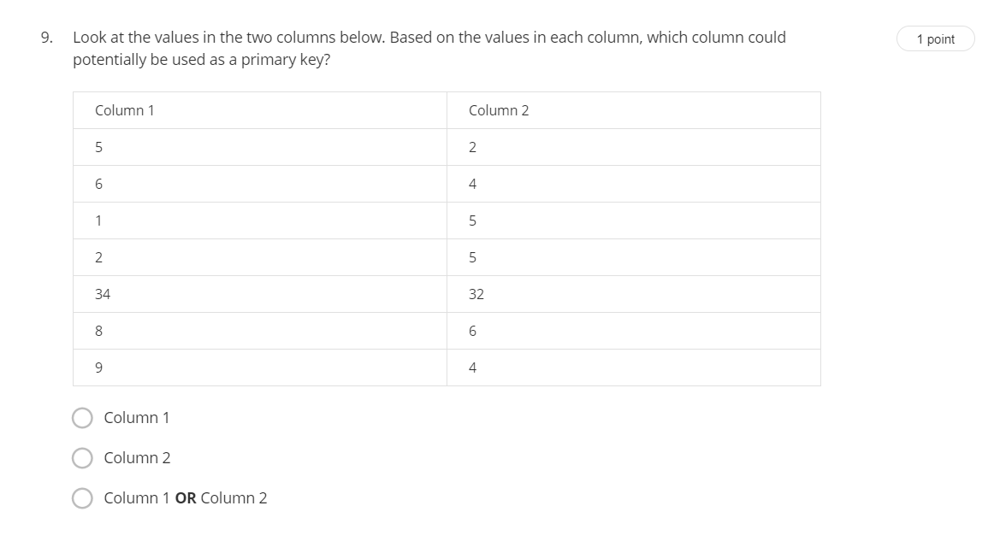 9. Look at the values in the two columns below. Based on the values in each column, which column could
potentially be used as a primary key?
1 point
Column 1 Column 2
5 2
6 4
1 5
2 5
34 32
8 6
9 4
Column 1
Column 2
Column 1 OR Column 2